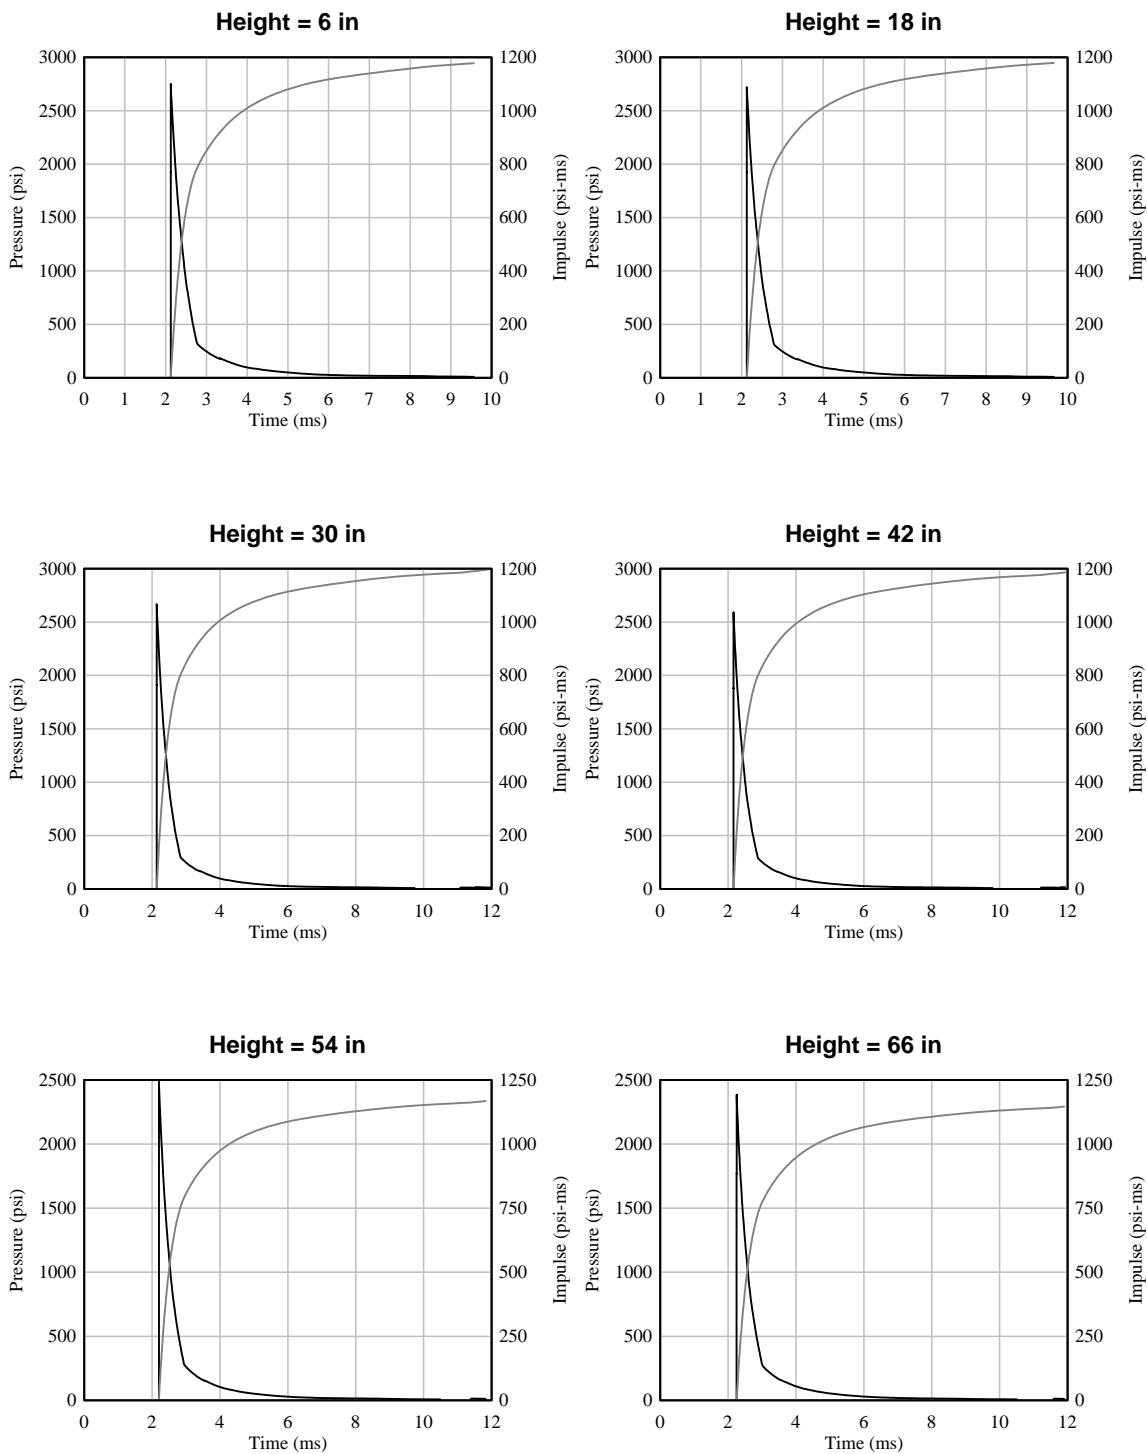 Height = 6 in
3000
2500
2000
1500
1000
500
0
Pressure (psi)
1200
1000
800
600
400
200
0
Impulse (psi-ms)
0 1 2 3 4 5 6 7 8 9 10
Time (ms)
Height = 18 in
3000
2500
2000
1500
1000
500
0
Pressure (psi)
1200
1000
800
600
400
200
0
Impulse (psi-ms)
0 1 2 3 4 5 6 7 8 9 10
Time (ms)
Height = 30 in
3000
2500
2000
1500
1000
500
0
Pressure (psi)
1200
1000
800
600
400
200
0
Impulse (psi-ms)
0 2 4 6 8 10 12
Time (ms)
Height = 42 in
3000
2500
2000
1500
1000
500
0
Pressure (psi)
1200
1000
800
600
400
200
0
Impulse (psi-ms)
0 2 4 6 8 10 12
Time (ms)
Height = 54 in
2500
2000
1500
1000
500
0
Pressure (psi)
1250
1000
750
500
250
0
Impulse (psi-ms)
0 2 4 6 8 10 12
Time (ms)
Height = 66 in
2500
2000
1500
1000
500
0
Pressure (psi)
1250
1000
750
500
250
0
Impulse (psi-ms)
0 2 4 6 8 10 12
Time (ms)